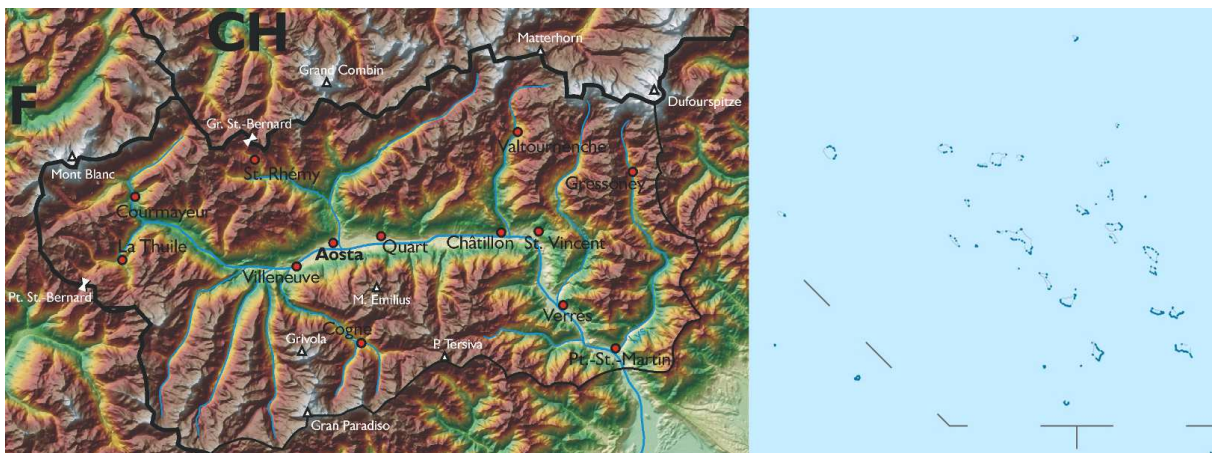 CH
Matterhorn
Grand Combin
F
Dufourspitze
Gr. St.-Bernard
Valtournenche
Mont Blanc
St. Rhémy
Gressoney
Courmayeur
La Thuile
Aosta
Quart
Châtillon
St. Vincent
Villeneuve
Pt. St.-Bernard
M. Emilius
Verres
Cogne
Grivola
P. Tersiva
Pt.-St.-Martin
Gran Paradiso